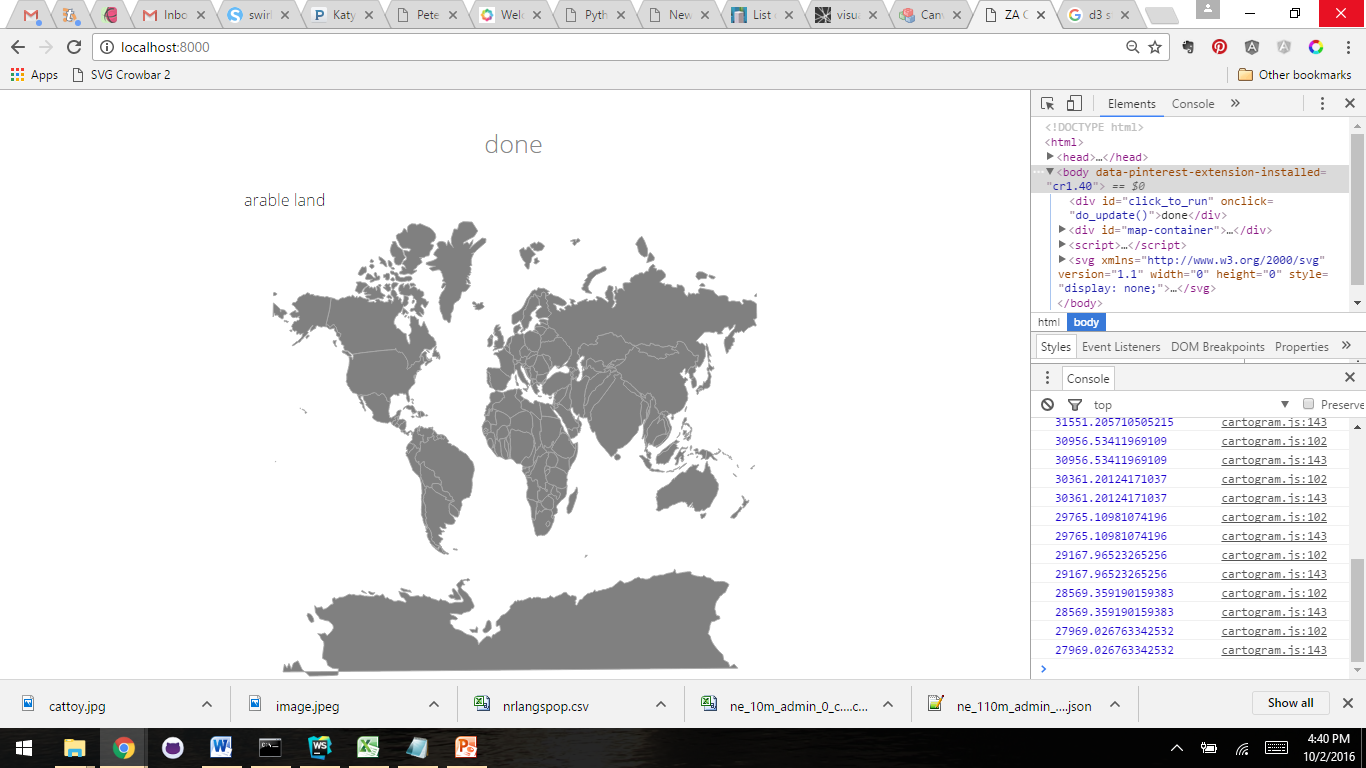 Inbo
swirl
Katy
Pete
Welc
Pyth
New
List
visua
Canv
ZA C
d3 s
localhost:8000
Apps
SVG Crowbar 2
Other bookmarks
done
arable land
Elements
Console
<!DOCTYPE html>
<html>
<head>…</head>
<body data-pinterest-extension-installed=
"cr1.40"> == $0
<div id="click_to_run" onclick=
"do_update()">done</div>
<div id="map-container">…</div>
<script>…</script>
<svg xmlns="http://www.w3.org/2000/svg"
version="1.1" width="0" height="0" style=
"display: none;">…</svg>
</body>
html body
Styles Event Listeners DOM Breakpoints Properties
Console
top Preserve
31551.205710505215 cartogram.js:143
30956.53411969109 cartogram.js:102
30956.53411969109 cartogram.js:143
30361.20124171037 cartogram.js:102
30361.20124171037 cartogram.js:143
29765.10981074196 cartogram.js:102
29765.10981074196 cartogram.js:143
29167.96523265256 cartogram.js:102
29167.96523265256 cartogram.js:143
28569.359190159383 cartogram.js:102
28569.359190159383 cartogram.js:143
27969.026763342532 cartogram.js:102
27969.026763342532 cartogram.js:143
cattoy.jpg
image.jpeg
nrlangspop.csv
ne_10m_admin_0_c....c...
ne_110m_admin_....json
Show all
4:40 PM
10/2/2016